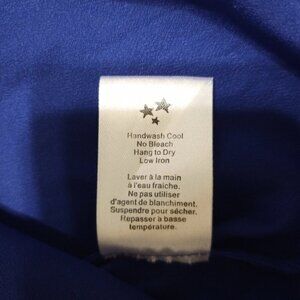 Handwash Cool
No Bleach
Hang to Dry
Low Iron
Laver à la main
à l'eau fraîche.
Ne pas utiliser
d'agent de blanchiment.
Suspendre pour sécher.
Repasser à basse
température.